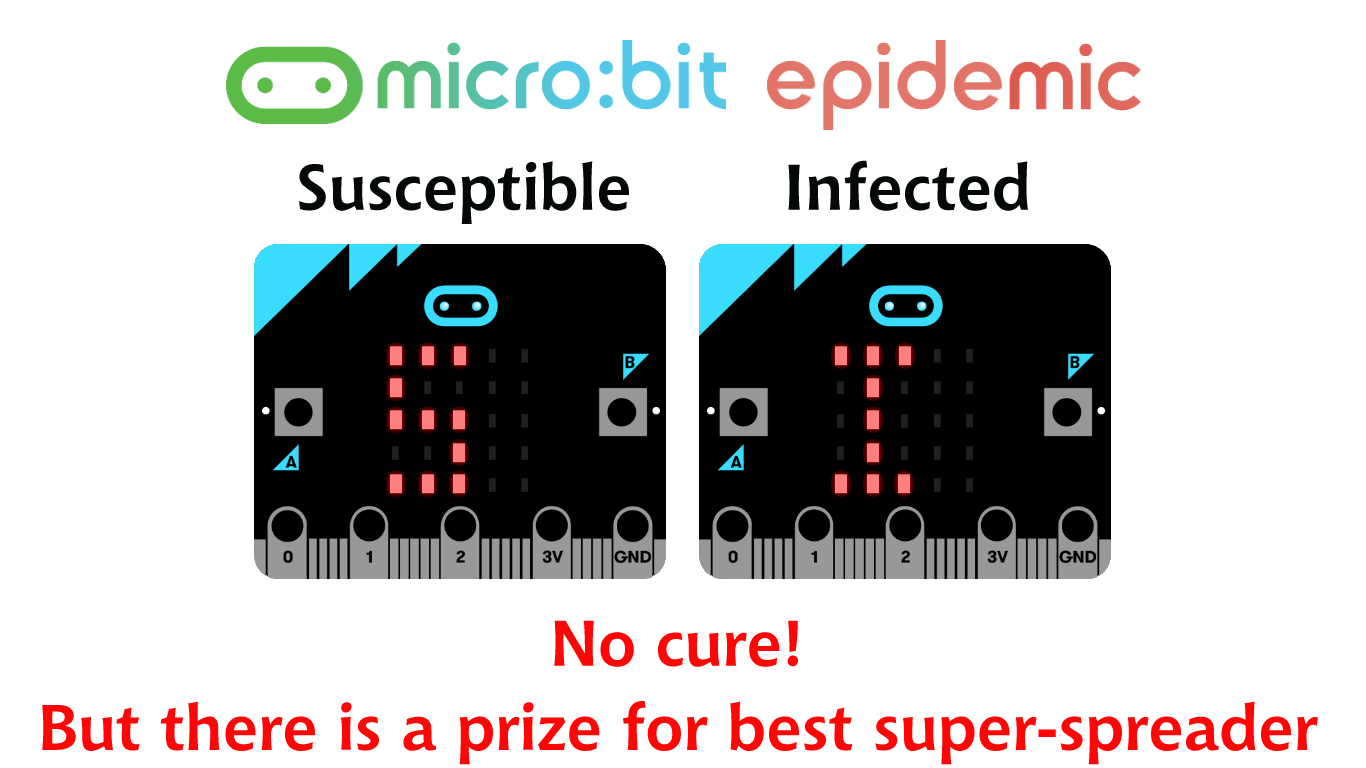 micro:bit epidemic
Susceptible Infected
B B
S I
A A
0 1 2 3V GND 0 1 2 3V GND
No cure!
But there is a prize for best super-spreader